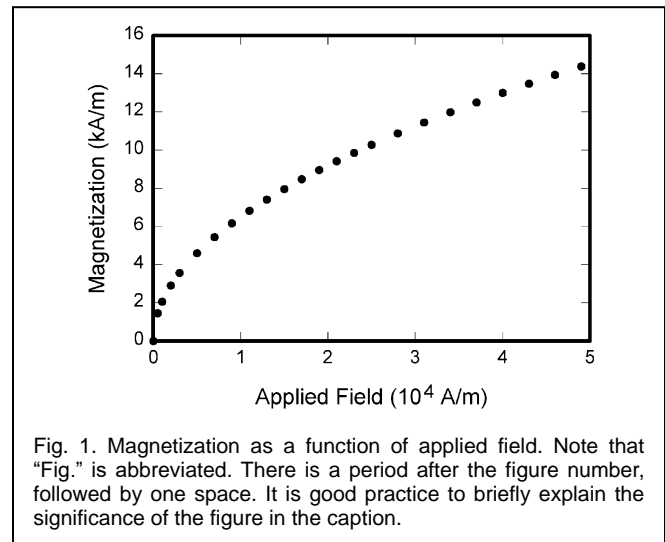 16
14
12
10
8
6
4
2
0
Magnetization (kA/m)
0 1 2 3 4 5
Applied Field (10⁴ A/m)
Fig. 1. Magnetization as a function of applied field. Note that
“Fig.” is abbreviated. There is a period after the figure number,
followed by one space. It is good practice to briefly explain the
significance of the figure in the caption.